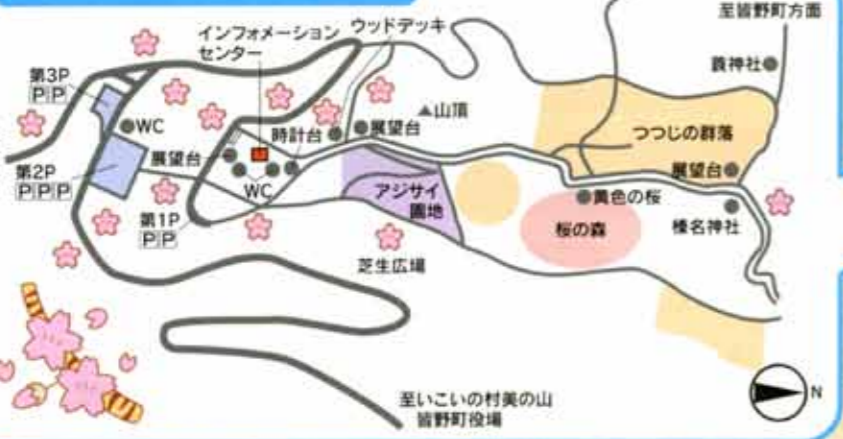 至皆野町方面
ウッドデッキ
インフォメーション
センター
第3P
PP
蓑神社
山頂
WC
時計台
展望台
つつじの群落
展望台
第2P
PPP
WC
アジサイ
園地
展望台
黄色の桜
第1P
PP
桜の森
榛名神社
芝生広場
N
至いこいの村美の山
皆野町役場